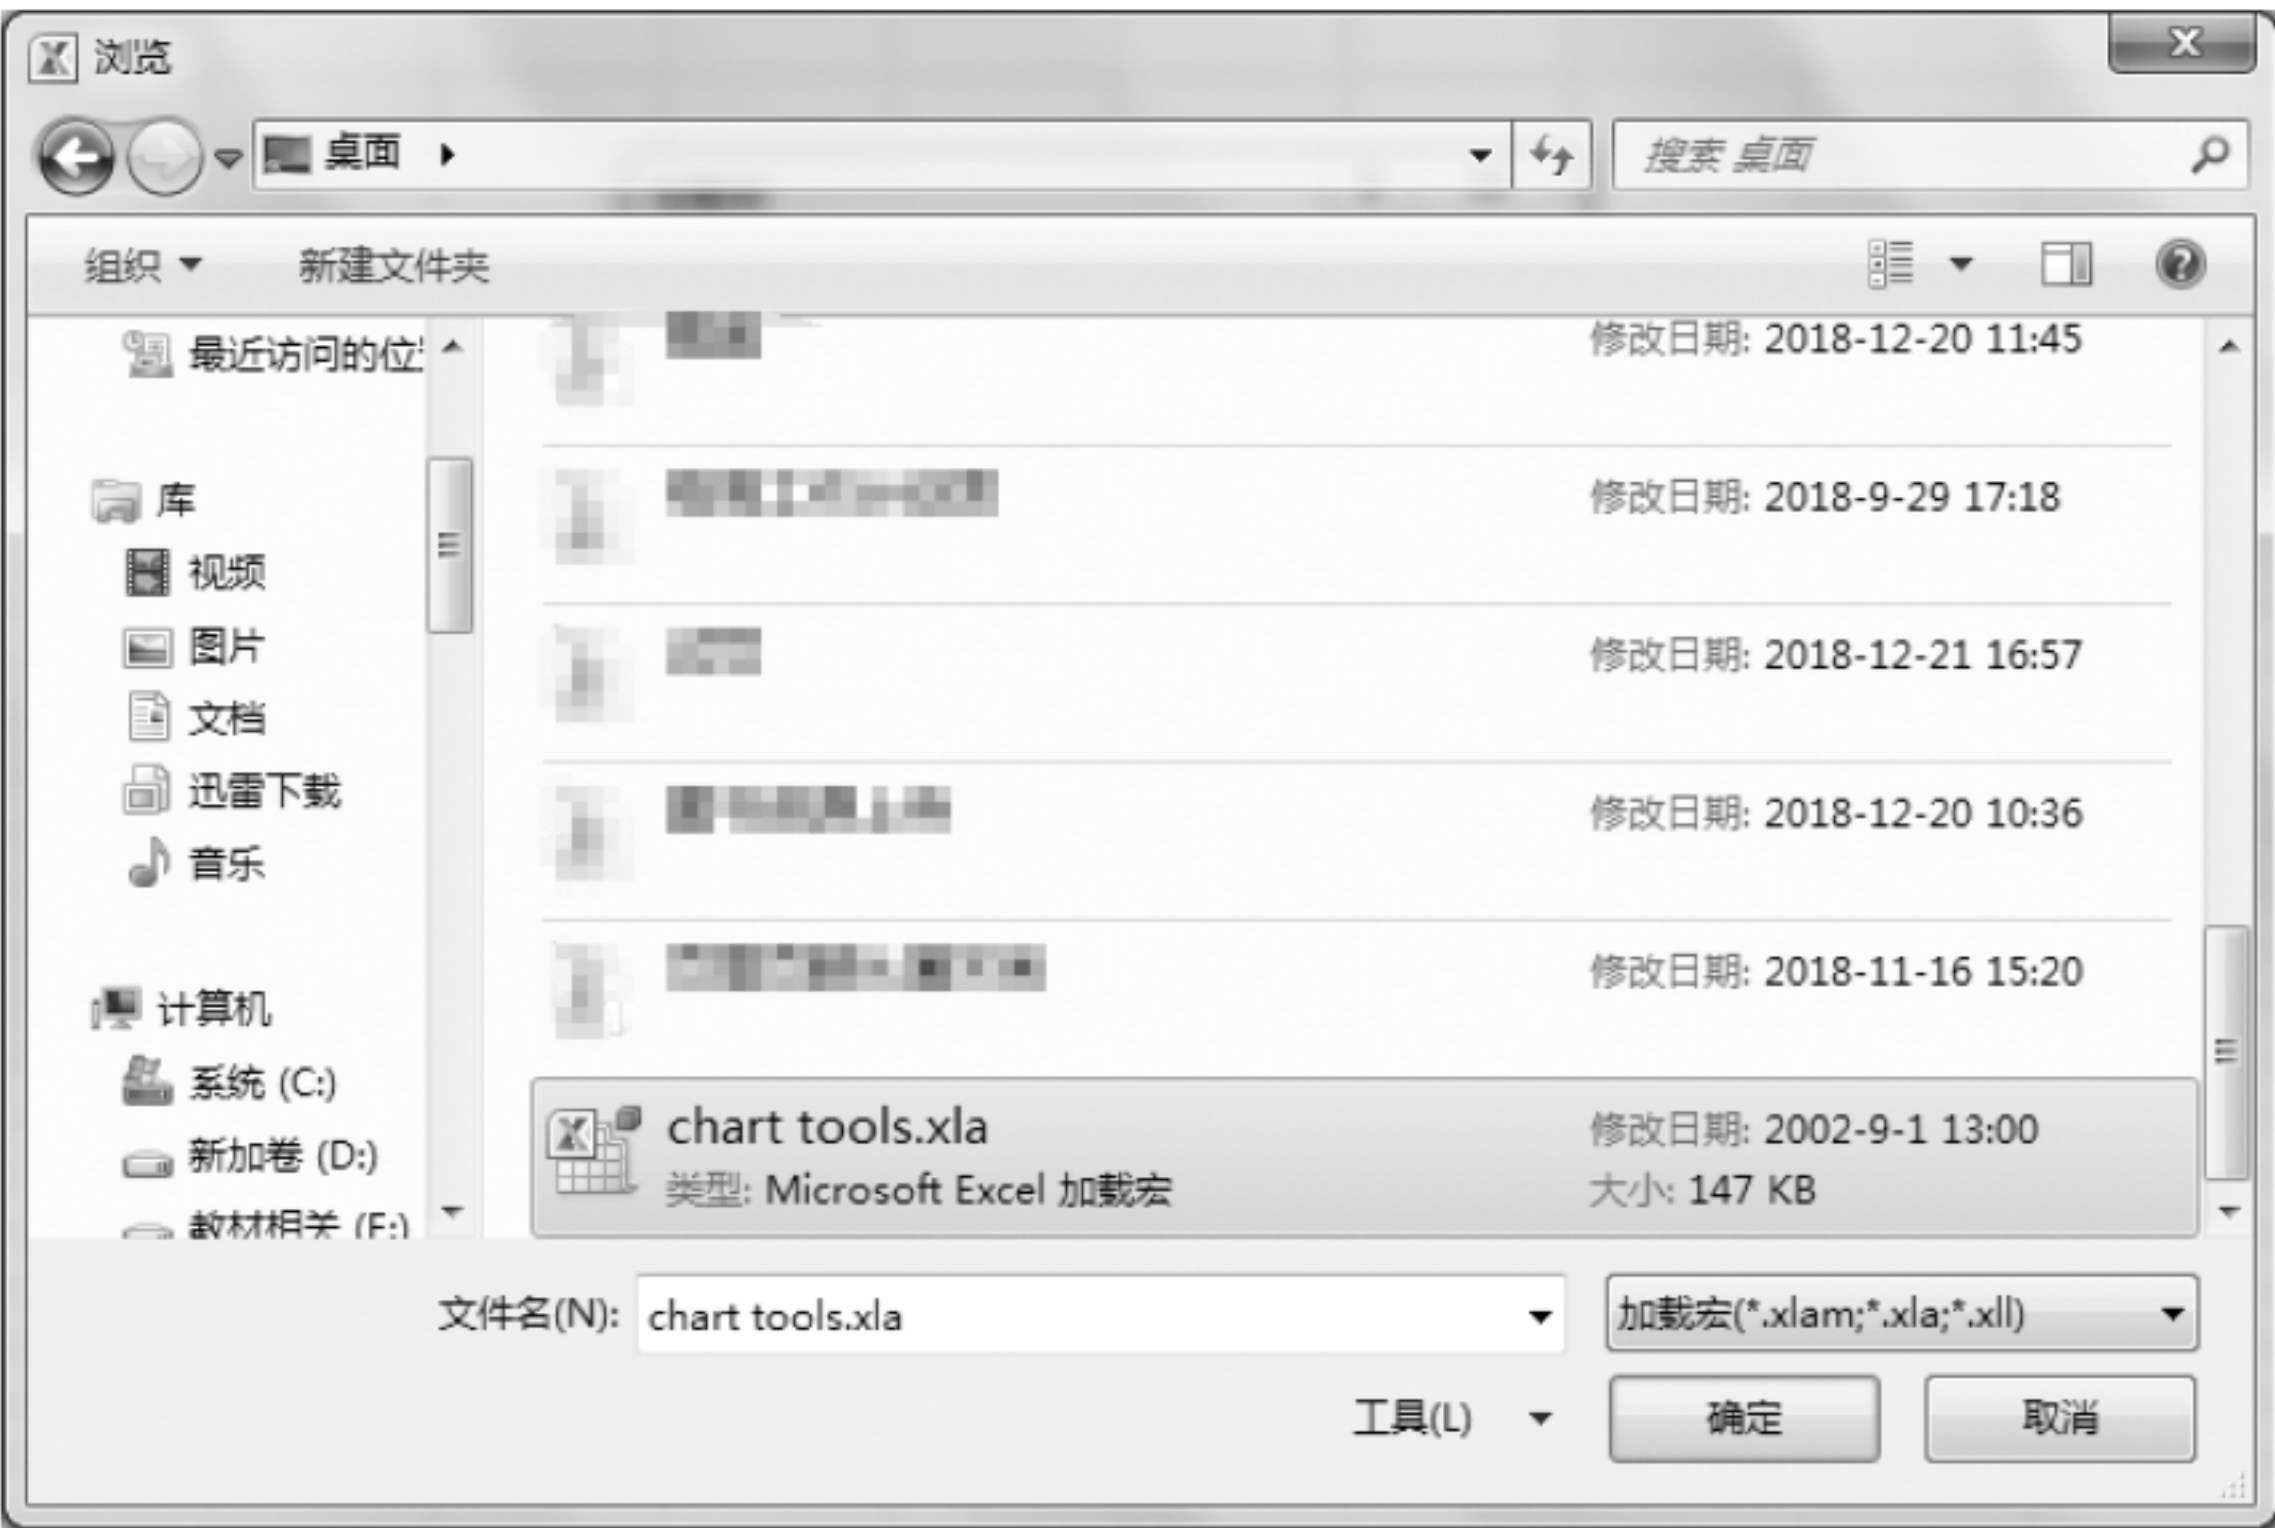 浏览
桌面
搜索 桌面
组织
新建文件夹
最近访问的位
库
视频
图片
文档
迅雷下载
音乐
计算机
系统 (C:)
新加卷 (D:)
教材相关 (E:)
修改日期: 2018-12-20 11:45
修改日期: 2018-9-29 17:18
修改日期: 2018-12-21 16:57
修改日期: 2018-12-20 10:36
修改日期: 2018-11-16 15:20
chart tools.xla
修改日期: 2002-9-1 13:00
类型: Microsoft Excel 加载宏
大小: 147 KB
文件名(N): chart tools.xla
加载宏(*.xlam;*.xla;*.xll)
工具(L)
确定
取消